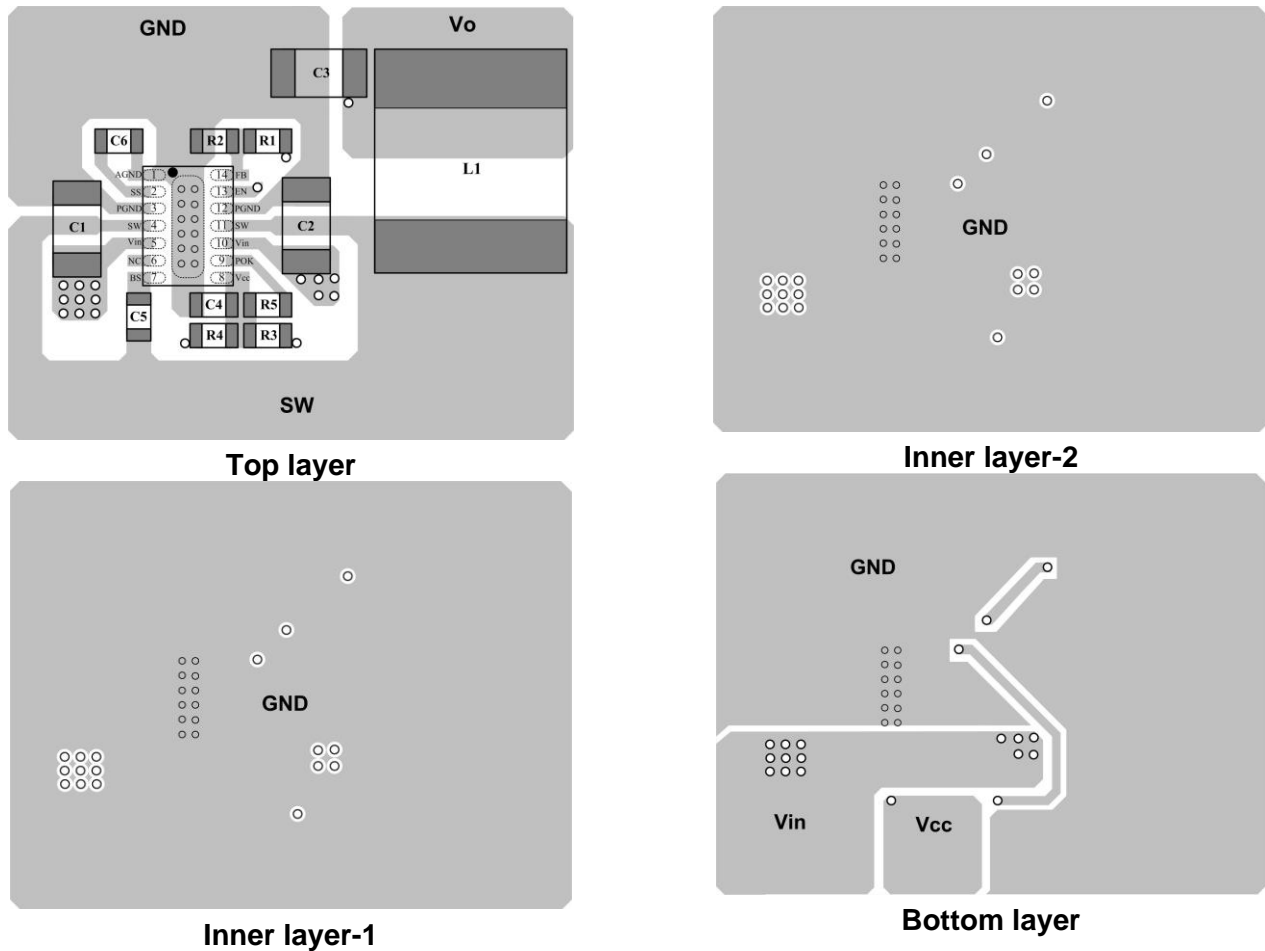 GND
Vo
C3
C6
R2
R1
L1
AGND 1
14 FB
SS 2
13 EN
PGND 3
12 PGND
C1
SW 4
11 SW
C2
Vin 5
10 Vin
NC 6
9 POK
BS 7
8 Vcc
C5
C4
R5
R4
R3
SW
Top layer
GND
Inner layer-2
GND
Inner layer-1
GND
Vin
Vcc
Bottom layer